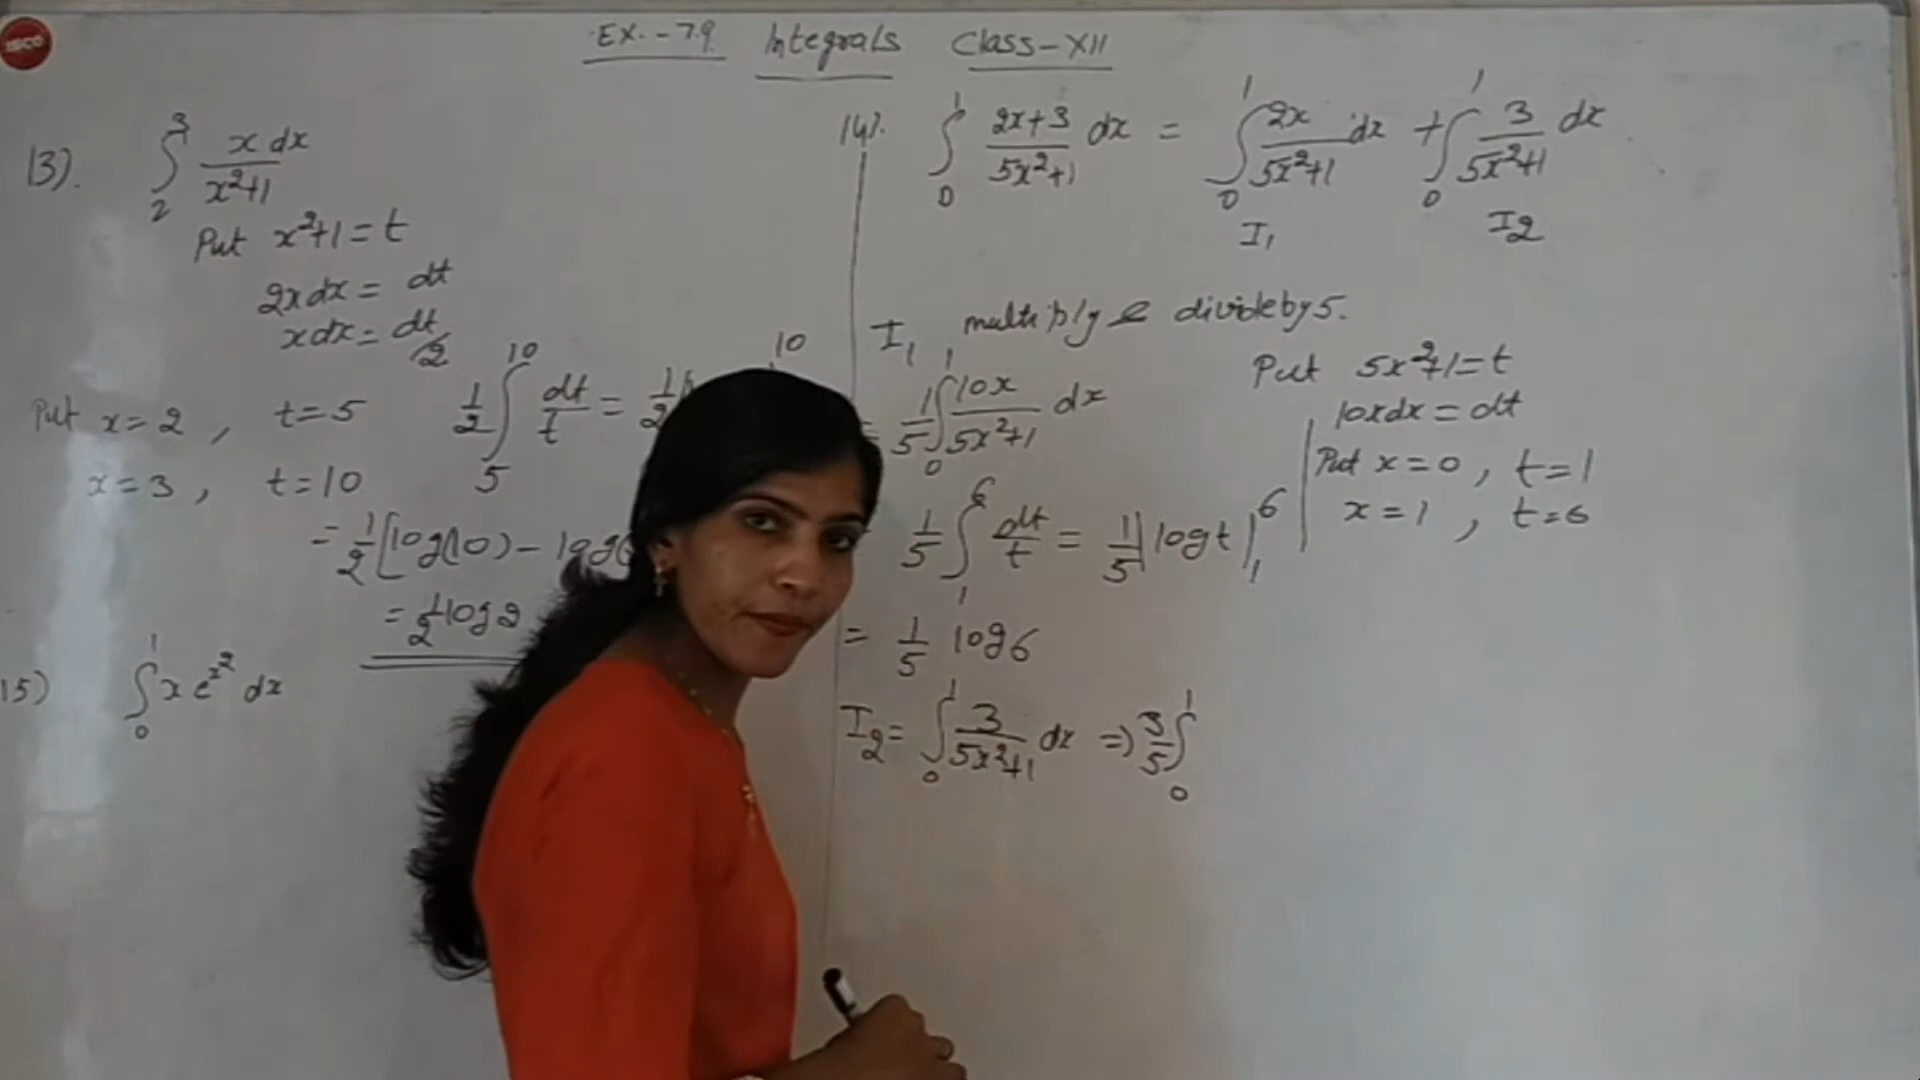 ISCO
EX.-7.9 Integrals Class-XII
13). ∫₂³ x dx / x²+1
Put x²+1 = t
2x dx = dt
x dx = dt/2
Put x = 2 , t = 5
x = 3 , t = 10
1/2 ∫₅¹⁰ dt/t = 1/2
10
= 1/2 [log(10) - log
= 1/2 log 2
15) ∫₀¹ x e^x² dx
14). ∫₀¹ 2x+3 / 5x²+1 dx = ∫₀¹ 2x / 5x²+1 dx + ∫₀¹ 3 / 5x²+1 dx
I₁ I₂
I₁ multiply & divide by 5.
= 1/5 ∫₀¹ 10x / 5x²+1 dx
Put 5x²+1 = t
10x dx = dt
Put x = 0 , t = 1
x = 1 , t = 6
1/5 ∫₁⁶ dt/t = 1/5 | log t |₁⁶
= 1/5 log 6
I₂ = ∫₀¹ 3 / 5x²+1 dx ⇒ 3/5 ∫₀¹